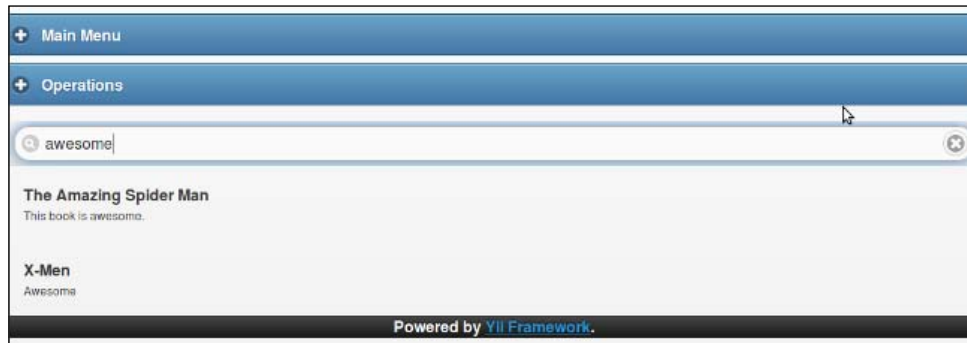 Main Menu
Operations
awesome
The Amazing Spider Man
This book is awesome.
X-Men
Awesome
Powered by Yii Framework.